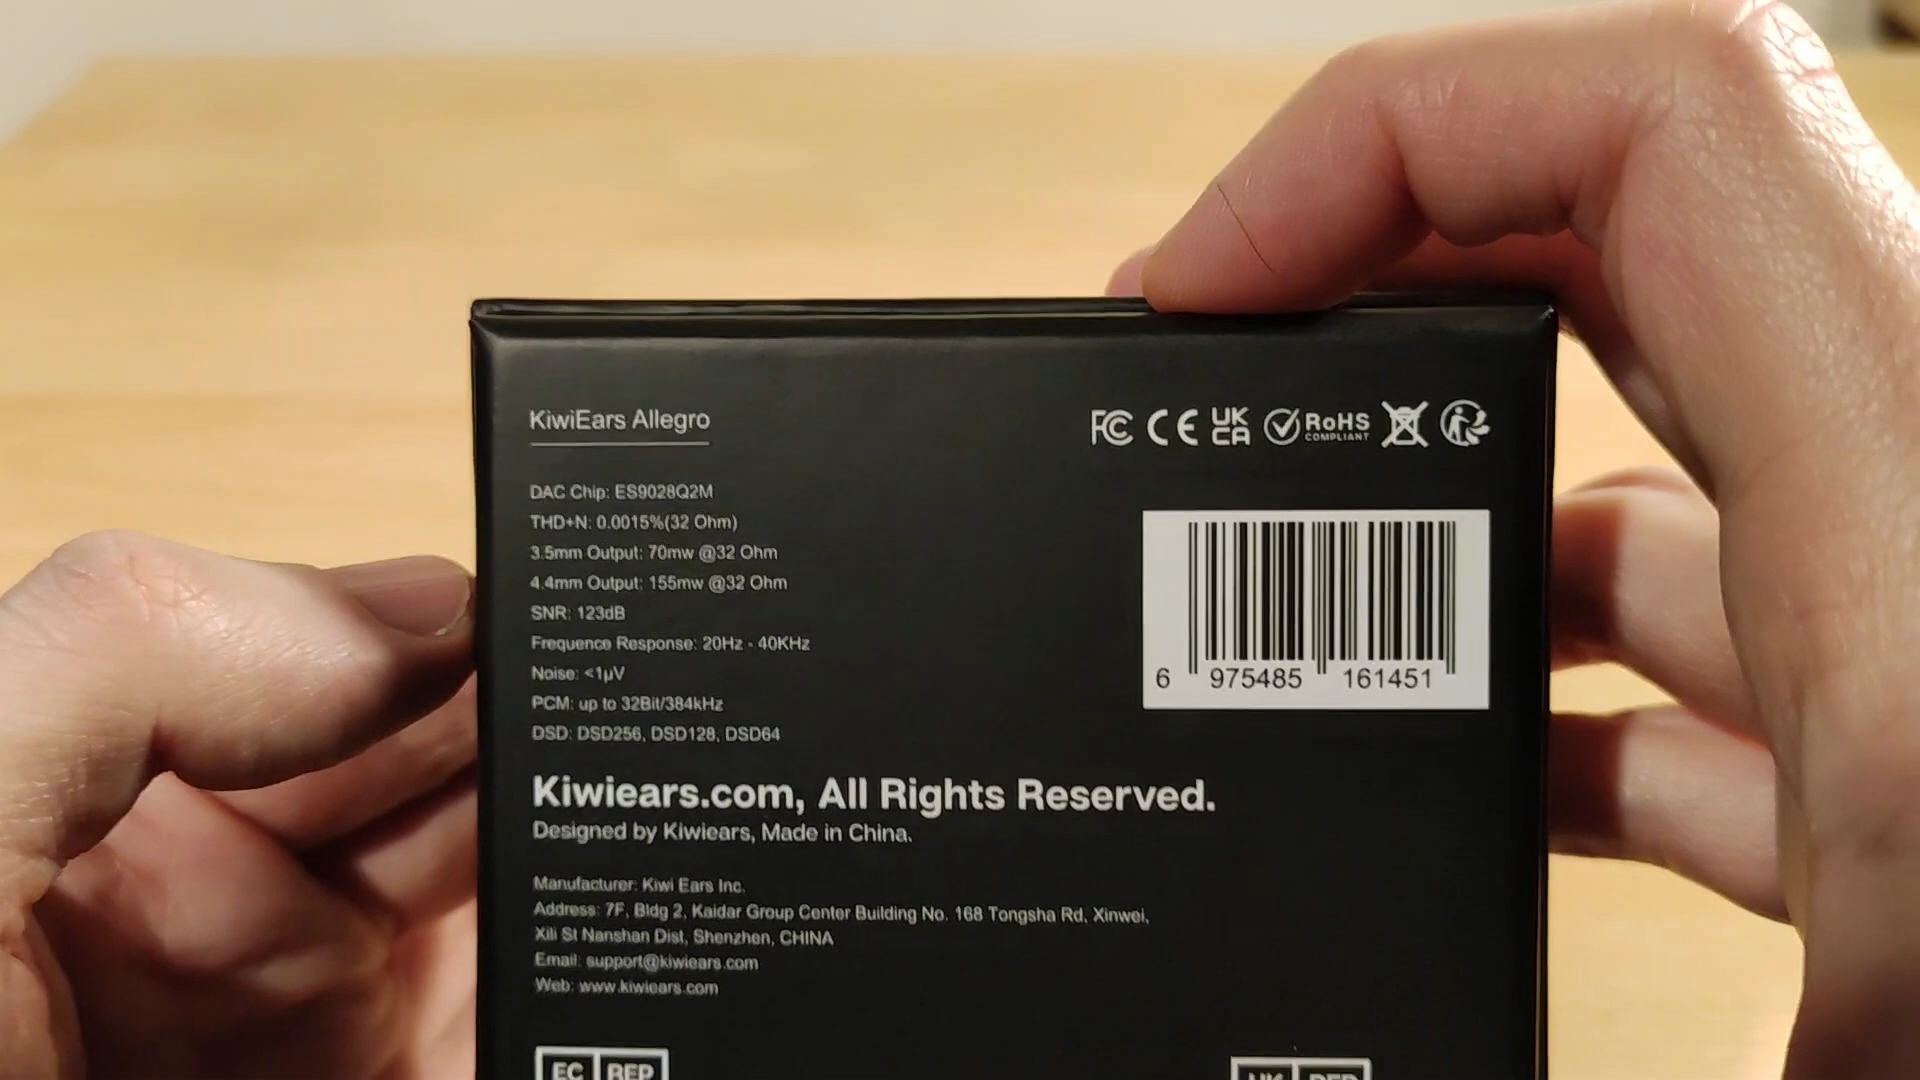 KiwiEars Allegro
FC CE UK CA RoHS COMPLIANT
DAC Chip: ES9028Q2M
THD+N: 0.0015%(32 Ohm)
3.5mm Output: 70mw @32 Ohm
4.4mm Output: 155mw @32 Ohm
SNR: 123dB
Frequence Response: 20Hz - 40KHz
Noise: <1μV
PCM: up to 32Bit/384kHz
DSD: DSD256, DSD128, DSD64
6 975485 161451
Kiwiears.com, All Rights Reserved.
Designed by Kiwiears, Made in China.
Manufacturer: Kiwi Ears Inc.
Address: 7F, Bldg 2, Kaidar Group Center Building No. 168 Tongsha Rd, Xinwei,
Xili St Nanshan Dist, Shenzhen, CHINA
Email: support@kiwiears.com
Web: www.kiwiears.com
EC REP
UK REP